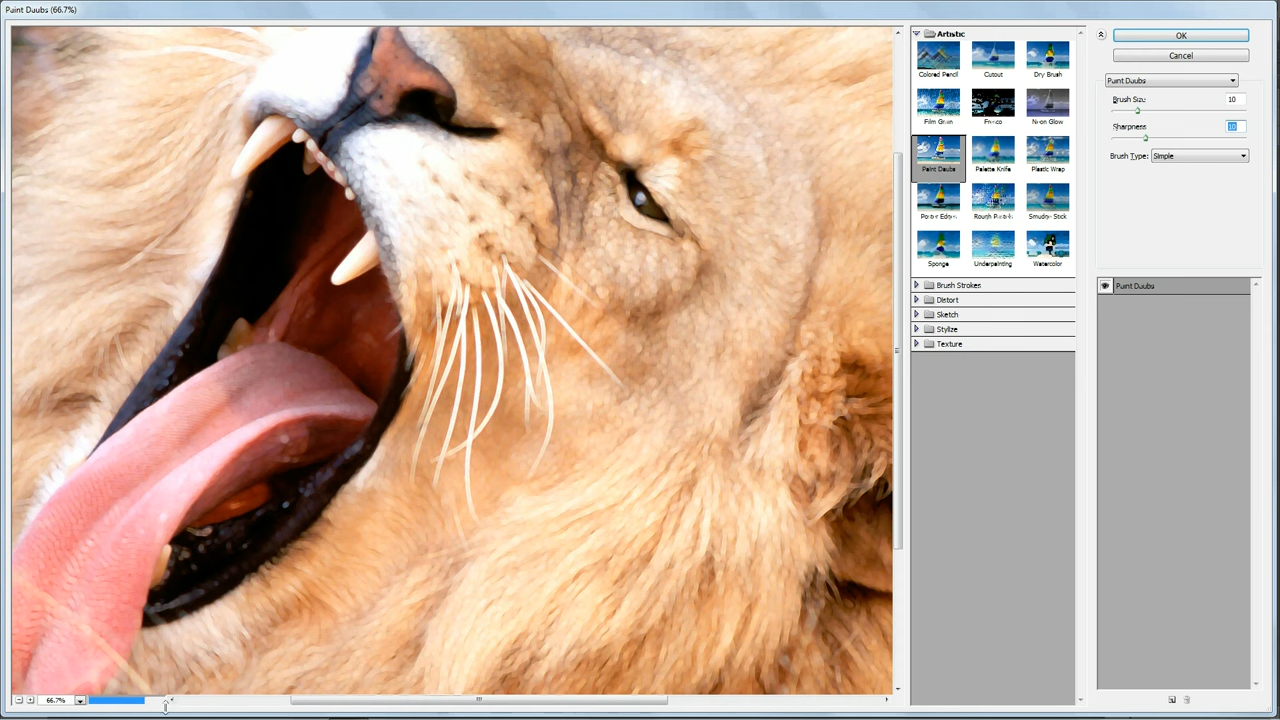 Paint Daubs (66.7%)
Artistic
Colored Pencil
Cutout
Dry Brush
Film Grain
Fresco
Neon Glow
Paint Daubs
Palette Knife
Plastic Wrap
Poster Edges
Rough Pastels
Smudge Stick
Sponge
Underpainting
Watercolor
Brush Strokes
Distort
Sketch
Stylize
Texture
OK
Cancel
Paint Daubs
Brush Size
10
Sharpness
10
Brush Type: Simple
Paint Daubs
66.7%